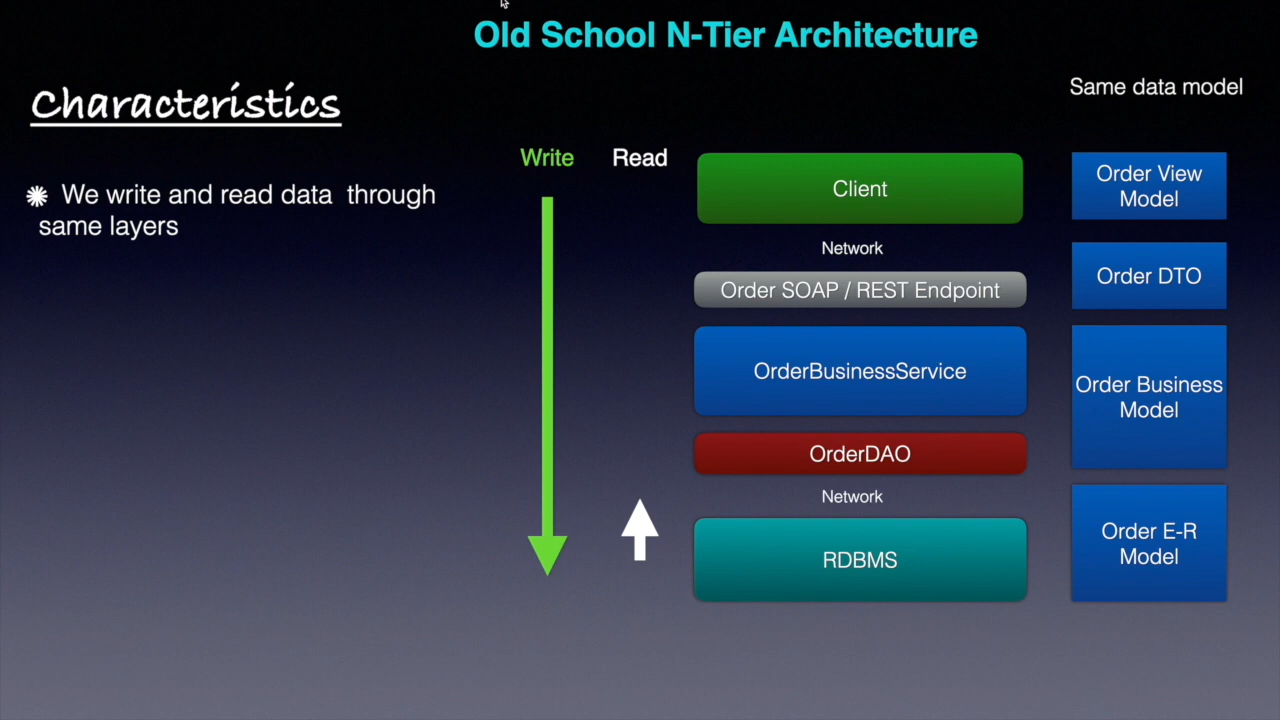 Old School N-Tier Architecture
Characteristics
Same data model
Write
Read
We write and read data through
same layers
Client
Network
Order SOAP / REST Endpoint
OrderBusinessService
OrderDAO
Network
RDBMS
Order View
Model
Order DTO
Order Business
Model
Order E-R
Model